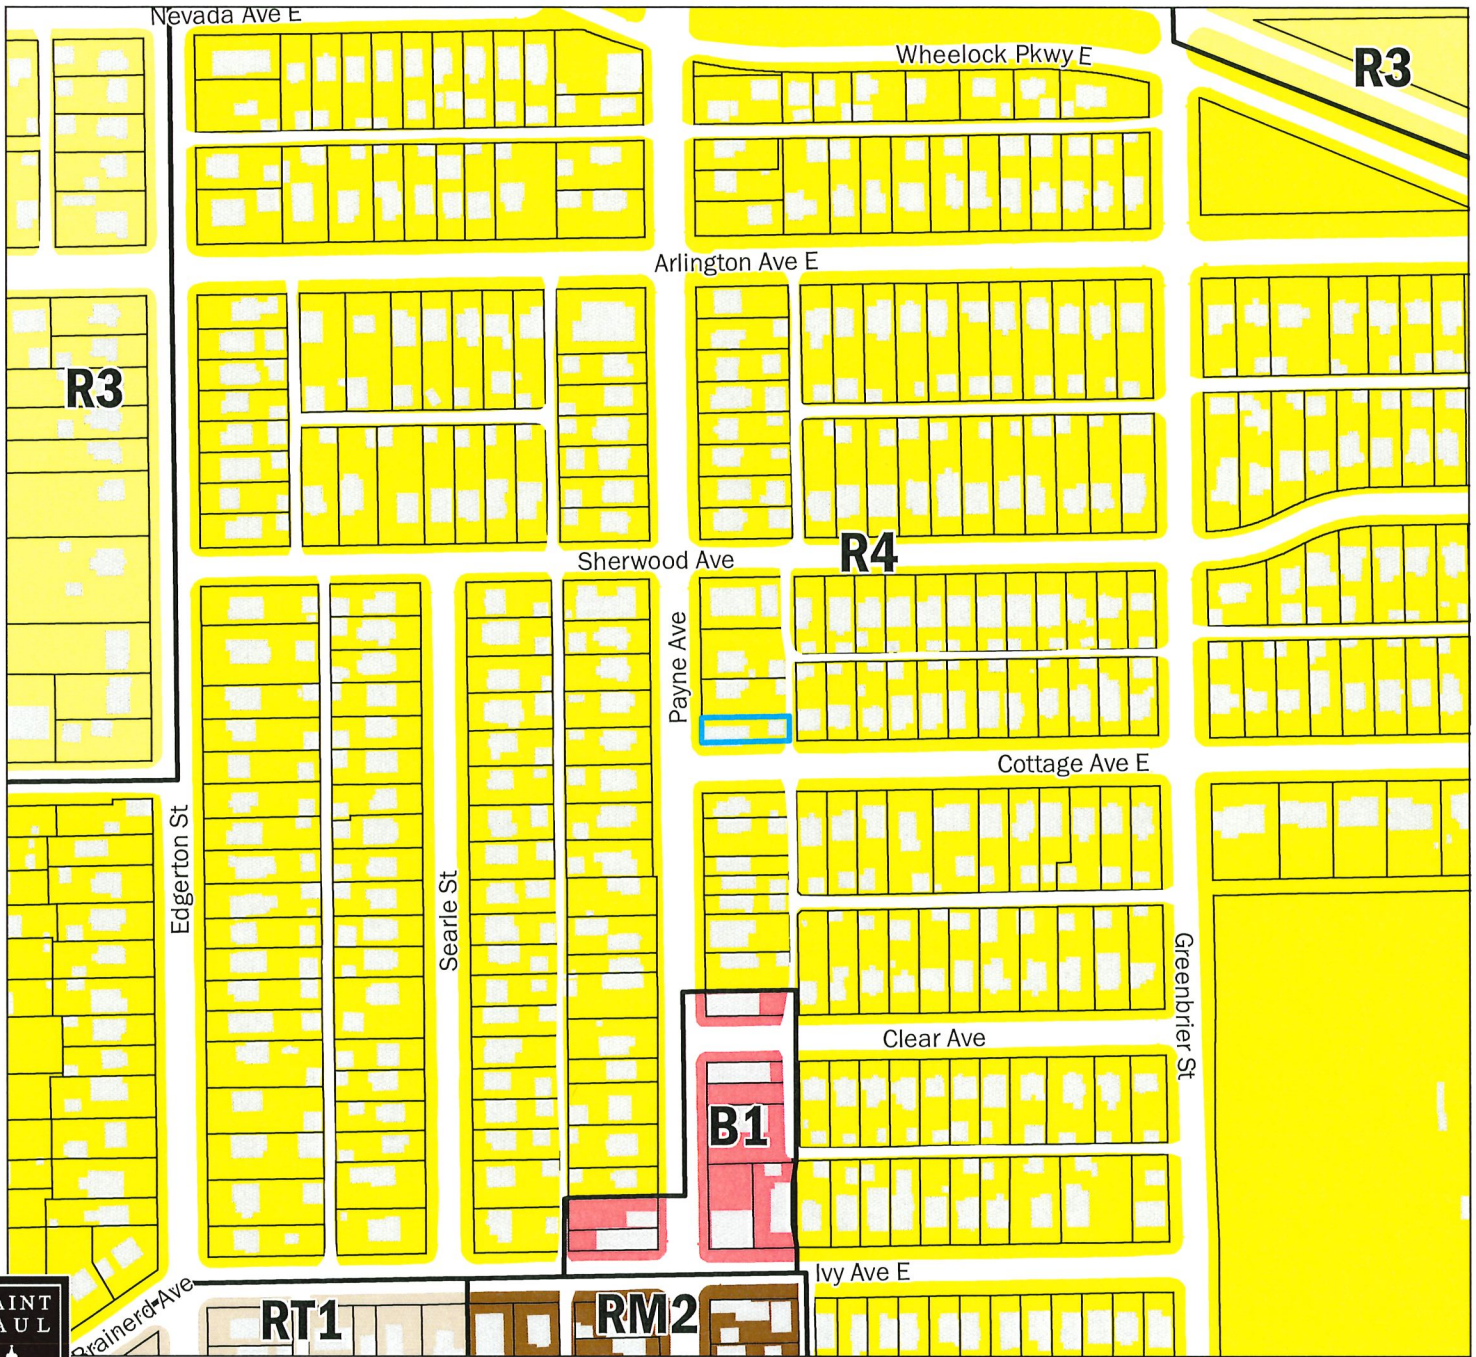 Nevada Ave E
Wheelock Pkwy E
R3
Arlington Ave E
R3
Sherwood Ave
R4
Payne Ave
Cottage Ave E
Edgerton St
Searle St
Greenbrier St
Clear Ave
B1
Ivy Ave E
Brainerd Ave
RT1
RM2
AINT
AUL